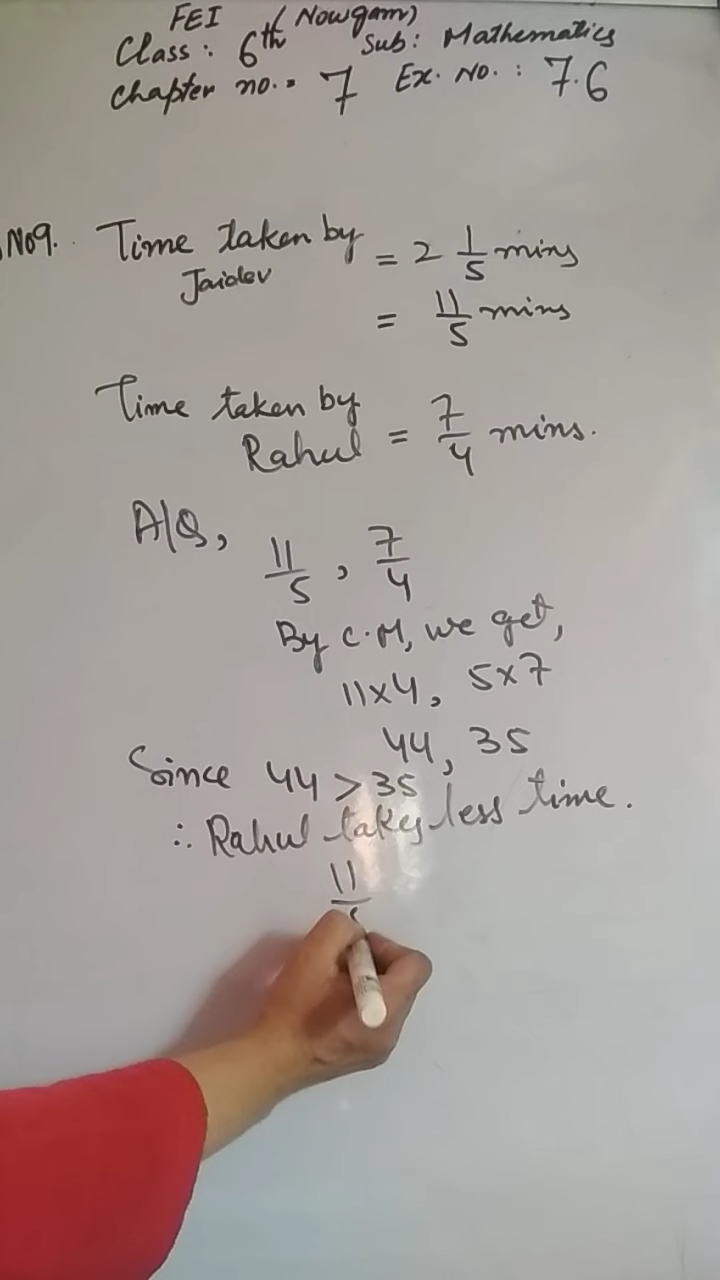 FEI (Nowgam)
Class: 6th Sub: Mathematics
Chapter no.: 7 Ex. No.: 7.6
No9. Time taken by Jaidev = 2 1/5 mins
= 11/5 mins
Time taken by
Rahul = 7/4 mins.
A/Q, 11/5, 7/4
By C.M, we get,
11x4, 5x7
44, 35
Since 44 > 35
∴ Rahul takes less time.
11